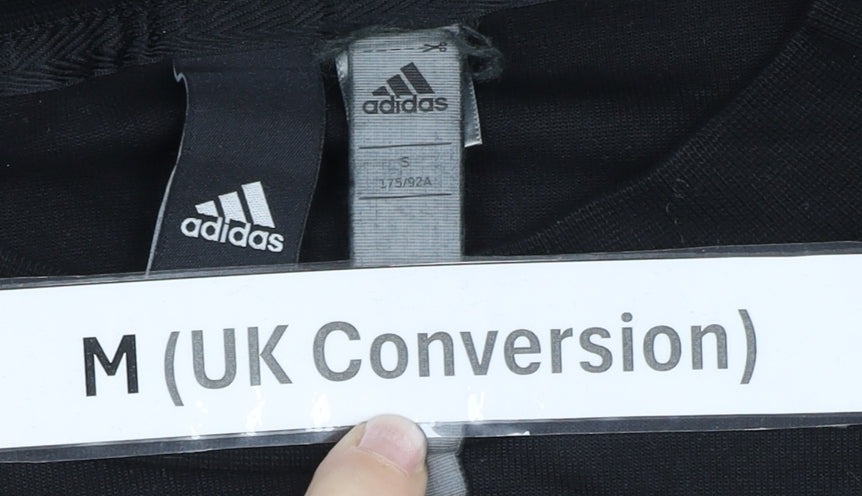 adidas
adidas
S
175/92A
M (UK Conversion)